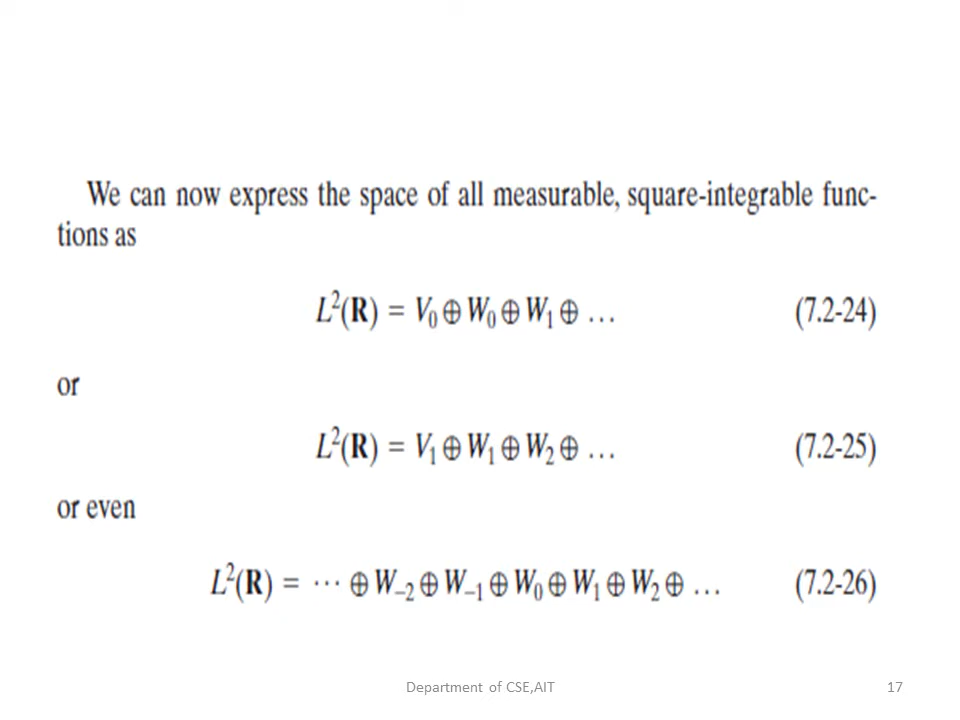 We can now express the space of all measurable, square-integrable func-
tions as
L²(R) = V₀ ⊕ W₀ ⊕ W₁ ⊕ … (7.2-24)
or
L²(R) = V₁ ⊕ W₁ ⊕ W₂ ⊕ … (7.2-25)
or even
L²(R) = ⋯ ⊕ W₋₂ ⊕ W₋₁ ⊕ W₀ ⊕ W₁ ⊕ W₂ ⊕ … (7.2-26)
Department of CSE,AIT 17